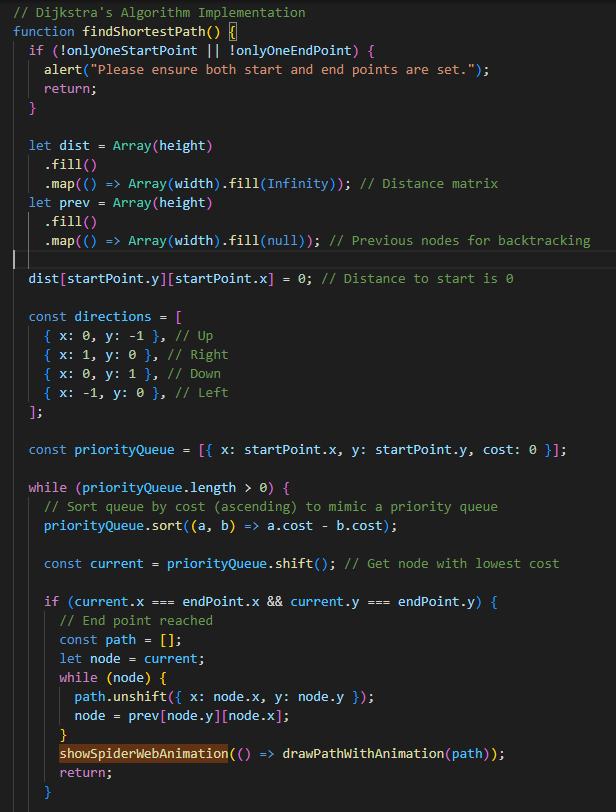 // Dijkstra's Algorithm Implementation
function findShortestPath() {
  if (!onlyOneStartPoint || !onlyOneEndPoint) {
    alert("Please ensure both start and end points are set.");
    return;
  }
  let dist = Array(height)
    .fill()
    .map(() => Array(width).fill(Infinity)); // Distance matrix
  let prev = Array(height)
    .fill()
    .map(() => Array(width).fill(null)); // Previous nodes for backtracking
  dist[startPoint.y][startPoint.x] = 0; // Distance to start is 0
  const directions = [
    { x: 0, y: -1 }, // Up
    { x: 1, y: 0 }, // Right
    { x: 0, y: 1 }, // Down
    { x: -1, y: 0 }, // Left
  ];
  const priorityQueue = [{ x: startPoint.x, y: startPoint.y, cost: 0 }];
  while (priorityQueue.length > 0) {
    // Sort queue by cost (ascending) to mimic a priority queue
    priorityQueue.sort((a, b) => a.cost - b.cost);
    const current = priorityQueue.shift(); // Get node with lowest cost
    if (current.x === endPoint.x && current.y === endPoint.y) {
      // End point reached
      const path = [];
      let node = current;
      while (node) {
        path.unshift({ x: node.x, y: node.y });
        node = prev[node.y][node.x];
      }
      showSpiderWebAnimation(() => drawPathWithAnimation(path));
      return;
    }